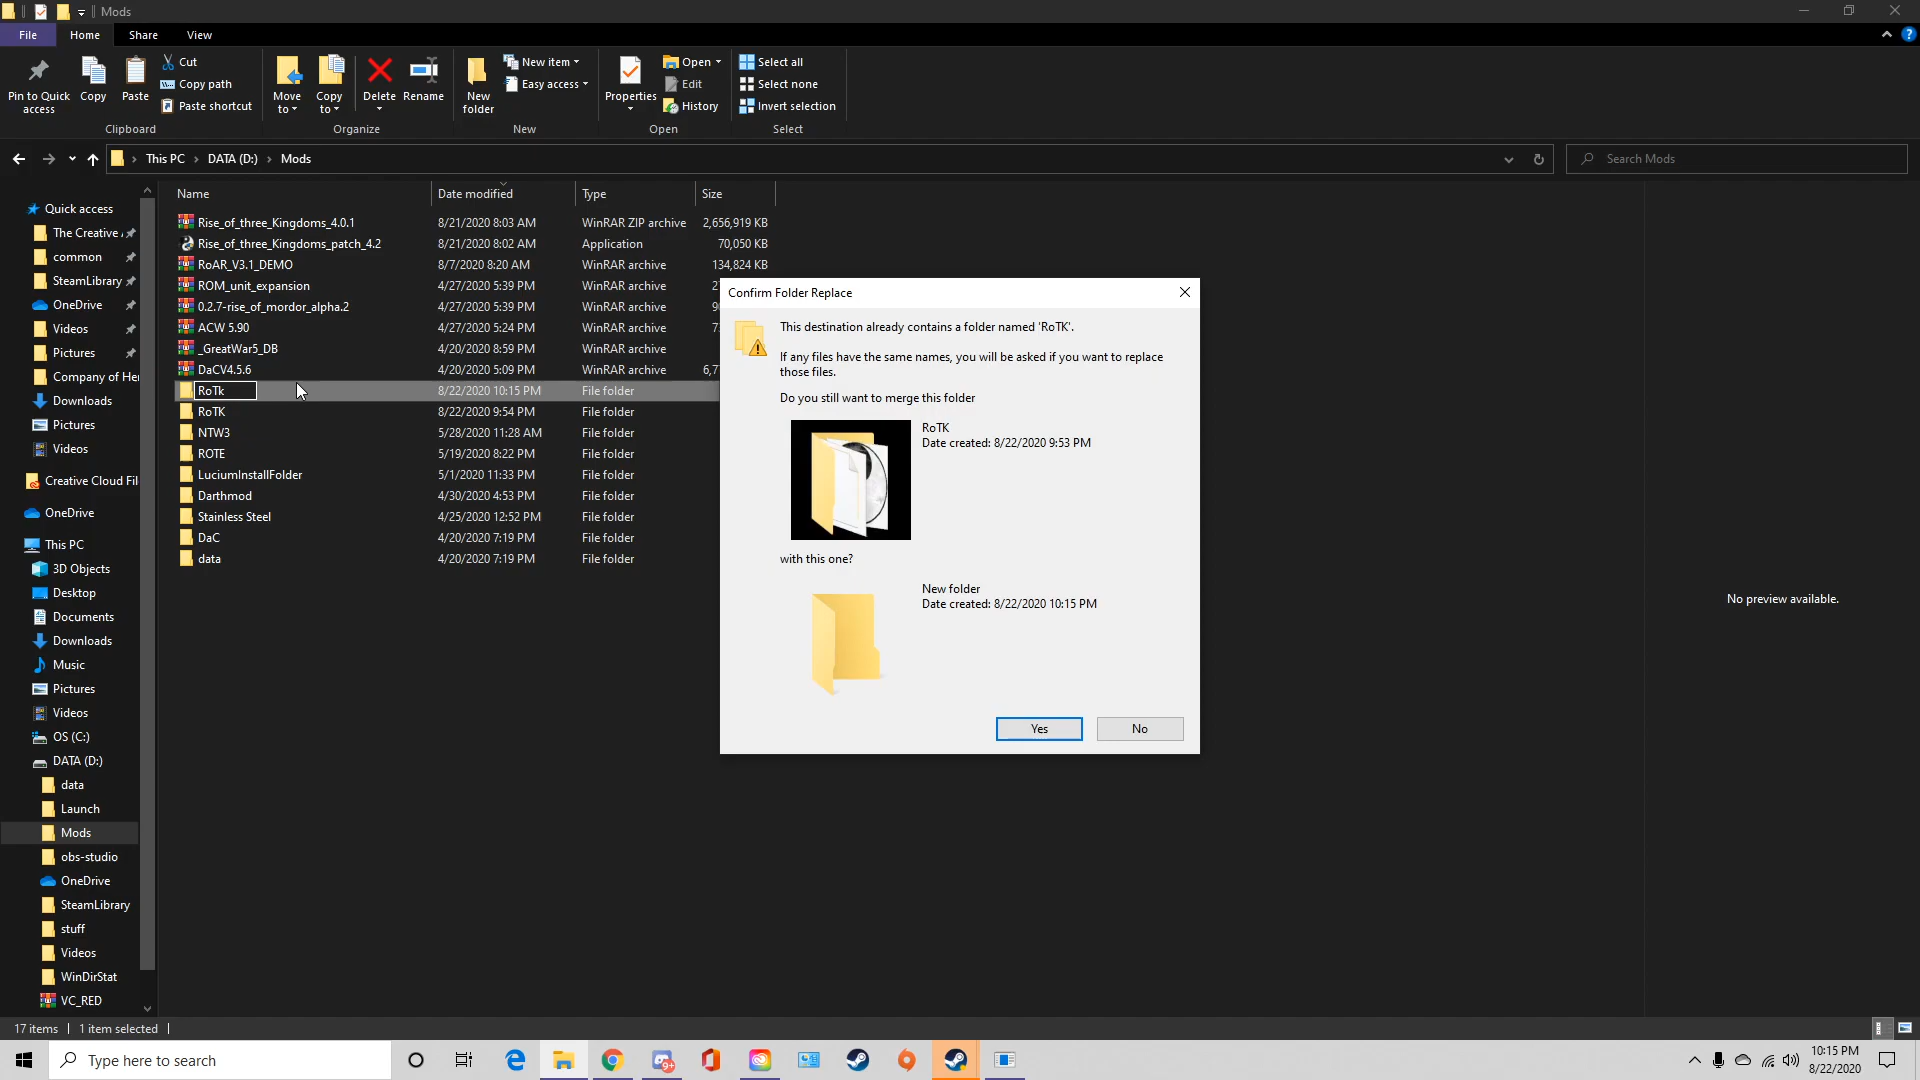 Mods
File
Home
Share
View
Pin to Quick access
Copy
Paste
Cut
Copy path
Paste shortcut
Move to
Copy to
Delete
Rename
New folder
New item
Easy access
Properties
Open
Edit
History
Select all
Select none
Invert selection
Clipboard
Organize
New
Open
Select
This PC
DATA (D:)
Mods
Search Mods
Name
Date modified
Type
Size
Rise_of_three_Kingdoms_4.0.1 8/21/2020 8:03 AM WinRAR ZIP archive 2,656,919 KB
Rise_of_three_Kingdoms_patch_4.2 8/21/2020 8:02 AM Application 70,050 KB
RoAR_V3.1_DEMO 8/7/2020 8:20 AM WinRAR archive 134,824 KB
ROM_unit_expansion 4/27/2020 5:39 PM WinRAR archive
0.2.7-rise_of_mordor_alpha.2 4/27/2020 5:39 PM WinRAR archive
ACW 5.90 4/27/2020 5:24 PM WinRAR archive
_GreatWar5_DB 4/20/2020 8:59 PM WinRAR archive
DaCV4.5.6 4/20/2020 5:09 PM WinRAR archive
RoTk 8/22/2020 10:15 PM File folder
RoTK 8/22/2020 9:54 PM File folder
NTW3 5/28/2020 11:28 AM File folder
ROTE 5/19/2020 8:22 PM File folder
LuciumInstallFolder 5/1/2020 11:33 PM File folder
Darthmod 4/30/2020 4:53 PM File folder
Stainless Steel 4/25/2020 12:52 PM File folder
DaC 4/20/2020 7:19 PM File folder
data 4/20/2020 7:19 PM File folder
Quick access
The Creative
common
SteamLibrary
OneDrive
Videos
Pictures
Company of He
Downloads
Pictures
Videos
Creative Cloud Fil
OneDrive
This PC
3D Objects
Desktop
Documents
Downloads
Music
Pictures
Videos
OS (C:)
DATA (D:)
data
Launch
Mods
obs-studio
OneDrive
SteamLibrary
stuff
Videos
WinDirStat
VC_RED
Confirm Folder Replace
This destination already contains a folder named 'RoTK'.
If any files have the same names, you will be asked if you want to replace
those files.
Do you still want to merge this folder
RoTK
Date created: 8/22/2020 9:53 PM
with this one?
New folder
Date created: 8/22/2020 10:15 PM
Yes
No
No preview available.
17 items
1 item selected
Type here to search
10:15 PM
8/22/2020